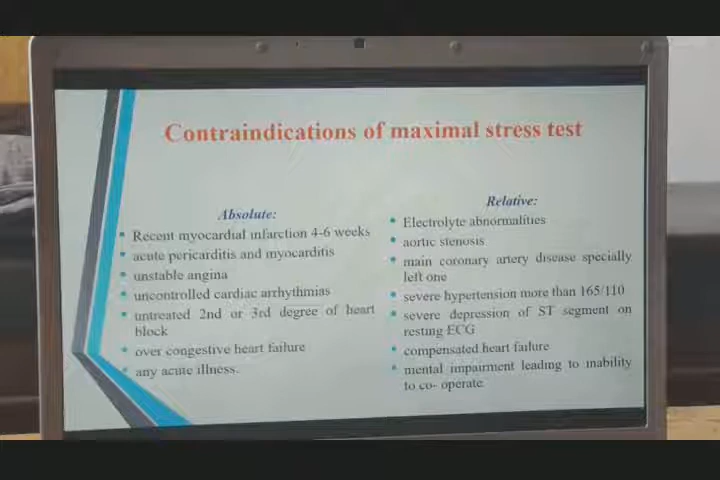 Contraindications of maximal stress test
Absolute:
Recent myocardial infarction 4-6 weeks
acute pericarditis and myocarditis
unstable angina
uncontrolled cardiac arrhythmias
untreated 2nd or 3rd degree of heart
block
over congestive heart failure
any acute illness.
Relative:
Electrolyte abnormalities
aortic stenosis
main coronary artery disease specially
left one
severe hypertension more than 165/110
severe depression of ST segment on
resting ECG
compensated heart failure
mental impairment leading to inability
to co- operate